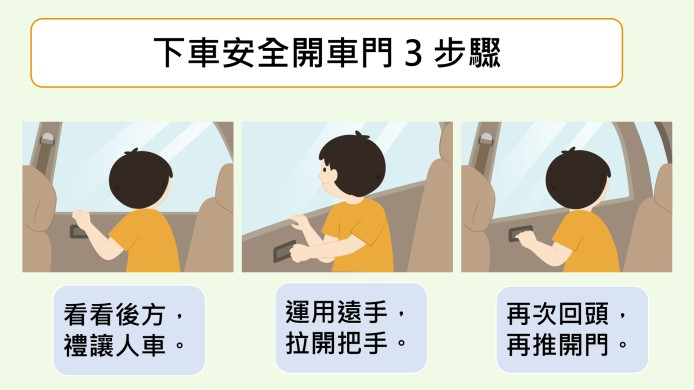 下車安全開車門 3 步驟
看看後方，
禮讓人車。
運用遠手，
拉開把手。
再次回頭，
再推開門。